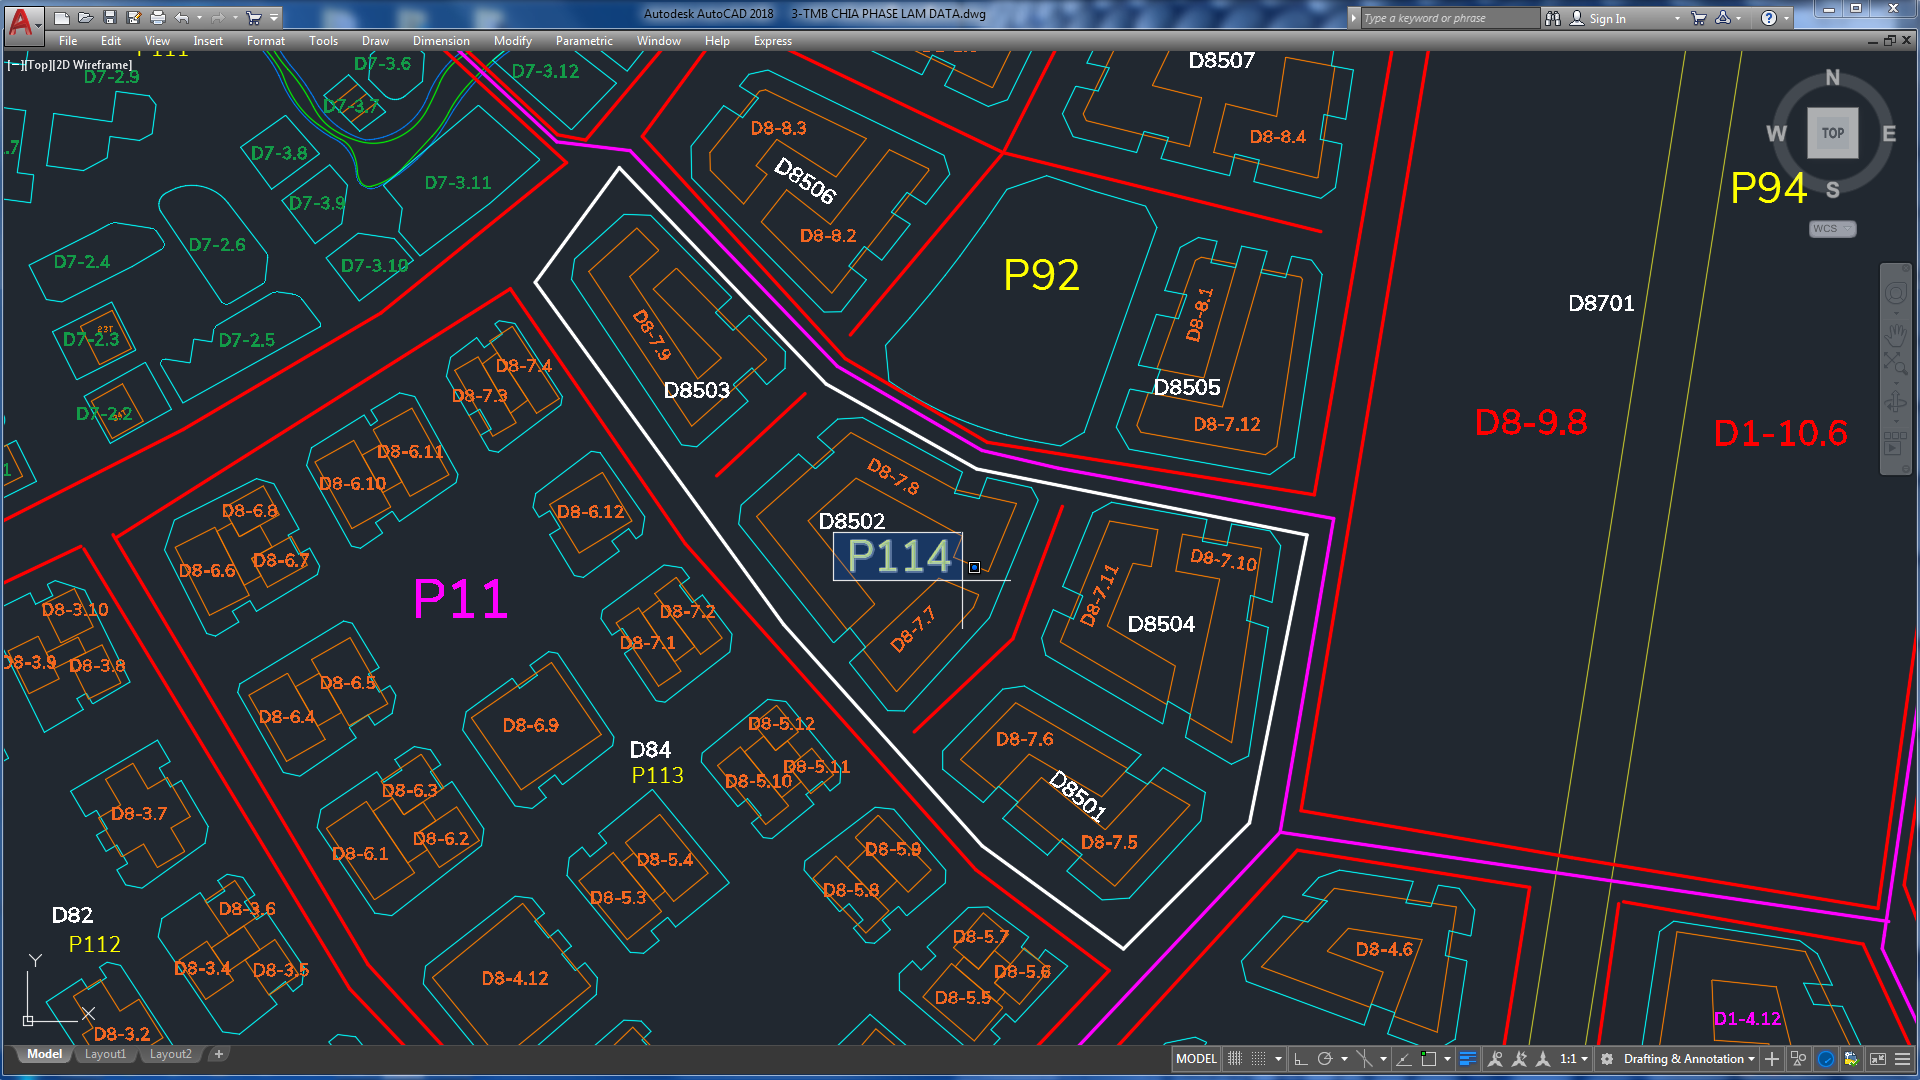 Autodesk AutoCAD 2018 3-TMB CHIA PHASE LAM DATA.dwg
Type a keyword or phrase
Sign In
File Edit View Insert Format Tools Draw Dimension Modify Parametric Window Help Express
[−][Top][2D Wireframe]
D7-2.9
D7-3.6
D7-3.12
D7-3.7
D8507
N
W
TOP
E
S
WCS
P94
D8-8.3
D8-8.4
D8506
D8-8.2
D7-3.8
D7-3.11
D7-3.9
D7-2.6
D7-2.4
D7-3.10
P92
D8-8.1
D8701
D7-2.3
D7-2.5
D8-7.9
D8503
D8505
D8-7.4
D8-7.3
D7-2.2
D8-7.12
D8-9.8
D1-10.6
D8-6.11
D8-6.10
D8-7.8
D8-6.8
D8-6.12
D8502
P114
D8-6.7
D8-6.6
D8-7.10
D8-7.11
P11
D8-3.10
D8-7.2
D8-7.1
D8-7.7
D8504
D8-3.9
D8-3.8
D8-6.5
D8-6.4
D8-6.9
D8-5.12
D8-7.6
D84
P113
D8-5.11
D8-5.10
D8501
D8-6.3
D8-3.7
D8-6.2
D8-6.1
D8-7.5
D8-5.9
D8-5.4
D8-5.8
D8-5.3
D82
P112
D8-3.6
D8-5.7
D8-4.6
D8-3.4
D8-3.5
D8-4.12
D8-5.6
D8-5.5
D1-4.12
D8-3.2
Y
X
Model Layout1 Layout2 +
MODEL 1:1 Drafting & Annotation